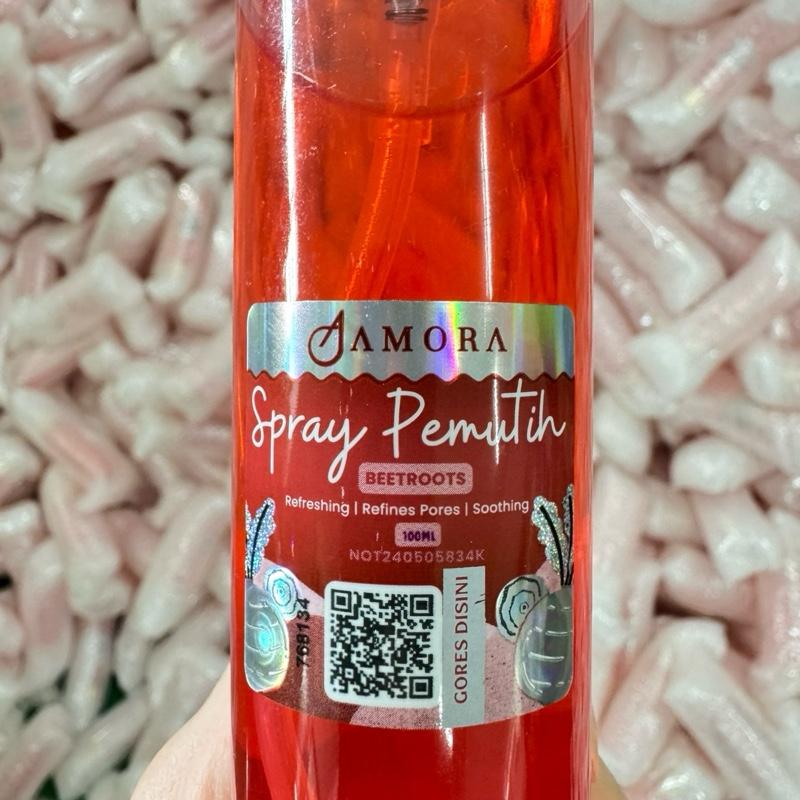 AMORA
Spray Pemutih
BEETROOTS
Refreshing | Refines Pores | Soothing
100ML
NOT240505834K
768134
GORES DISINI